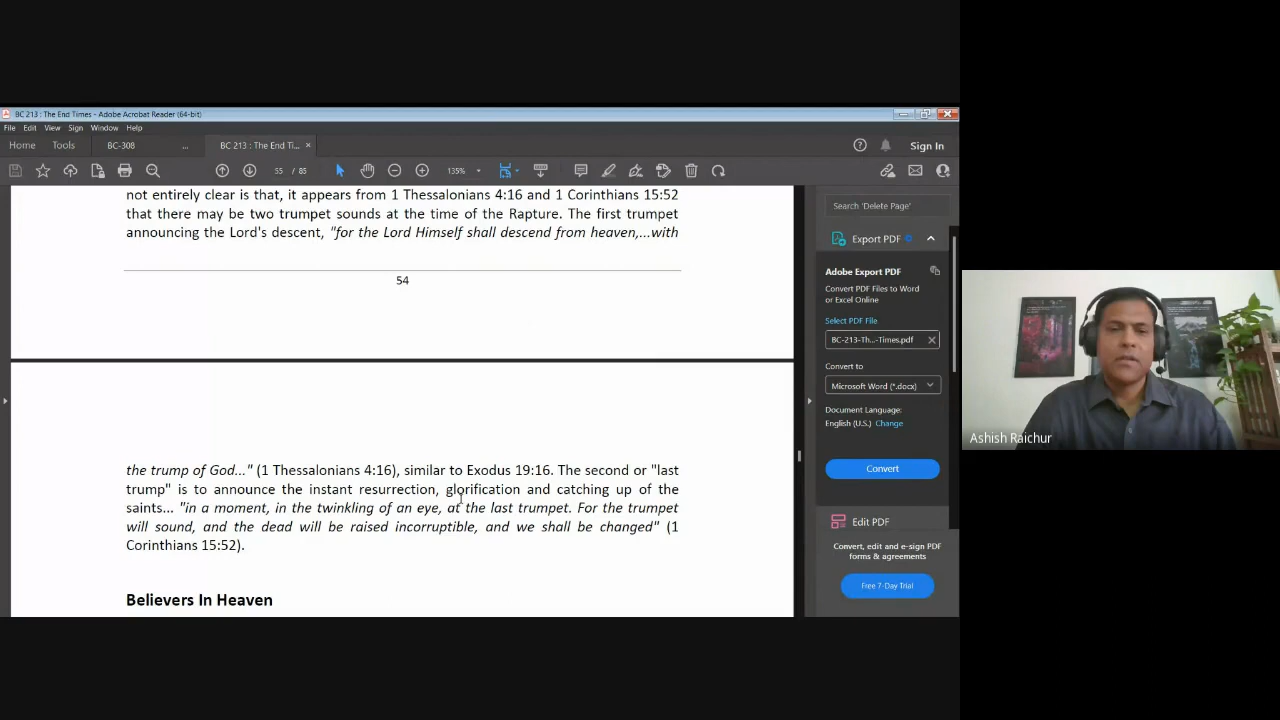 BC 213 : The End Times - Adobe Acrobat Reader (64-bit)
File Edit View Sign Window Help
Home Tools BC-308 ... BC 213 : The End Ti... × Sign In
55 / 85 135%
not entirely clear is that, it appears from 1 Thessalonians 4:16 and 1 Corinthians 15:52
that there may be two trumpet sounds at the time of the Rapture. The first trumpet
announcing the Lord's descent, "for the Lord Himself shall descend from heaven,...with
54
the trump of God..." (1 Thessalonians 4:16), similar to Exodus 19:16. The second or "last
trump" is to announce the instant resurrection, glorification and catching up of the
saints... "in a moment, in the twinkling of an eye, at the last trumpet. For the trumpet
will sound, and the dead will be raised incorruptible, and we shall be changed" (1
Corinthians 15:52).
Believers In Heaven
Search 'Delete Page'
Export PDF
Adobe Export PDF
Convert PDF Files to Word
or Excel Online
Select PDF File
BC-213-Th...-Times.pdf
Convert to
Microsoft Word (*.docx)
Document Language:
English (U.S.) Change
Convert
Edit PDF
Convert, edit and e-sign PDF
forms & agreements
Free 7-Day Trial
Ashish Raichur